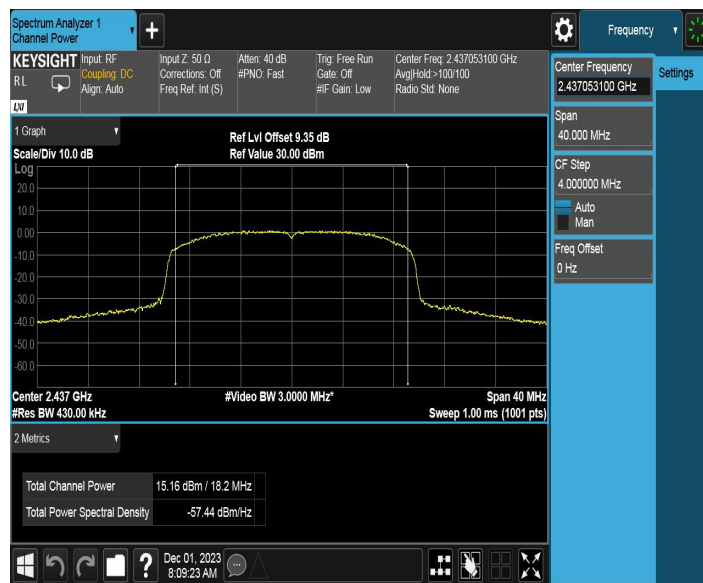 Spectrum Analyzer 1
Channel Power
+
Frequency
KEYSIGHT
RL
LXI
Input: RF
Coupling: DC
Align: Auto
Input Z: 50 Ω
Corrections: Off
Freq Ref: Int (S)
Atten: 40 dB
#PNO: Fast
Trig: Free Run
Gate: Off
#IF Gain: Low
Center Freq: 2.437053100 GHz
Avg|Hold:>100/100
Radio Std: None
Center Frequency
2.437053100 GHz
Settings
Span
40.000 MHz
CF Step
4.000000 MHz
Auto
Man
Freq Offset
0 Hz
1 Graph
Scale/Div 10.0 dB
Ref Lvl Offset 9.35 dB
Ref Value 30.00 dBm
Log
20.0
10.0
0.00
-10.0
-20.0
-30.0
-40.0
-50.0
-60.0
Center 2.437 GHz
#Video BW 3.0000 MHz*
Span 40 MHz
#Res BW 430.00 kHz
Sweep 1.00 ms (1001 pts)
2 Metrics
Total Channel Power 15.16 dBm / 18.2 MHz
Total Power Spectral Density -57.44 dBm/Hz
?
Dec 01, 2023
8:09:23 AM